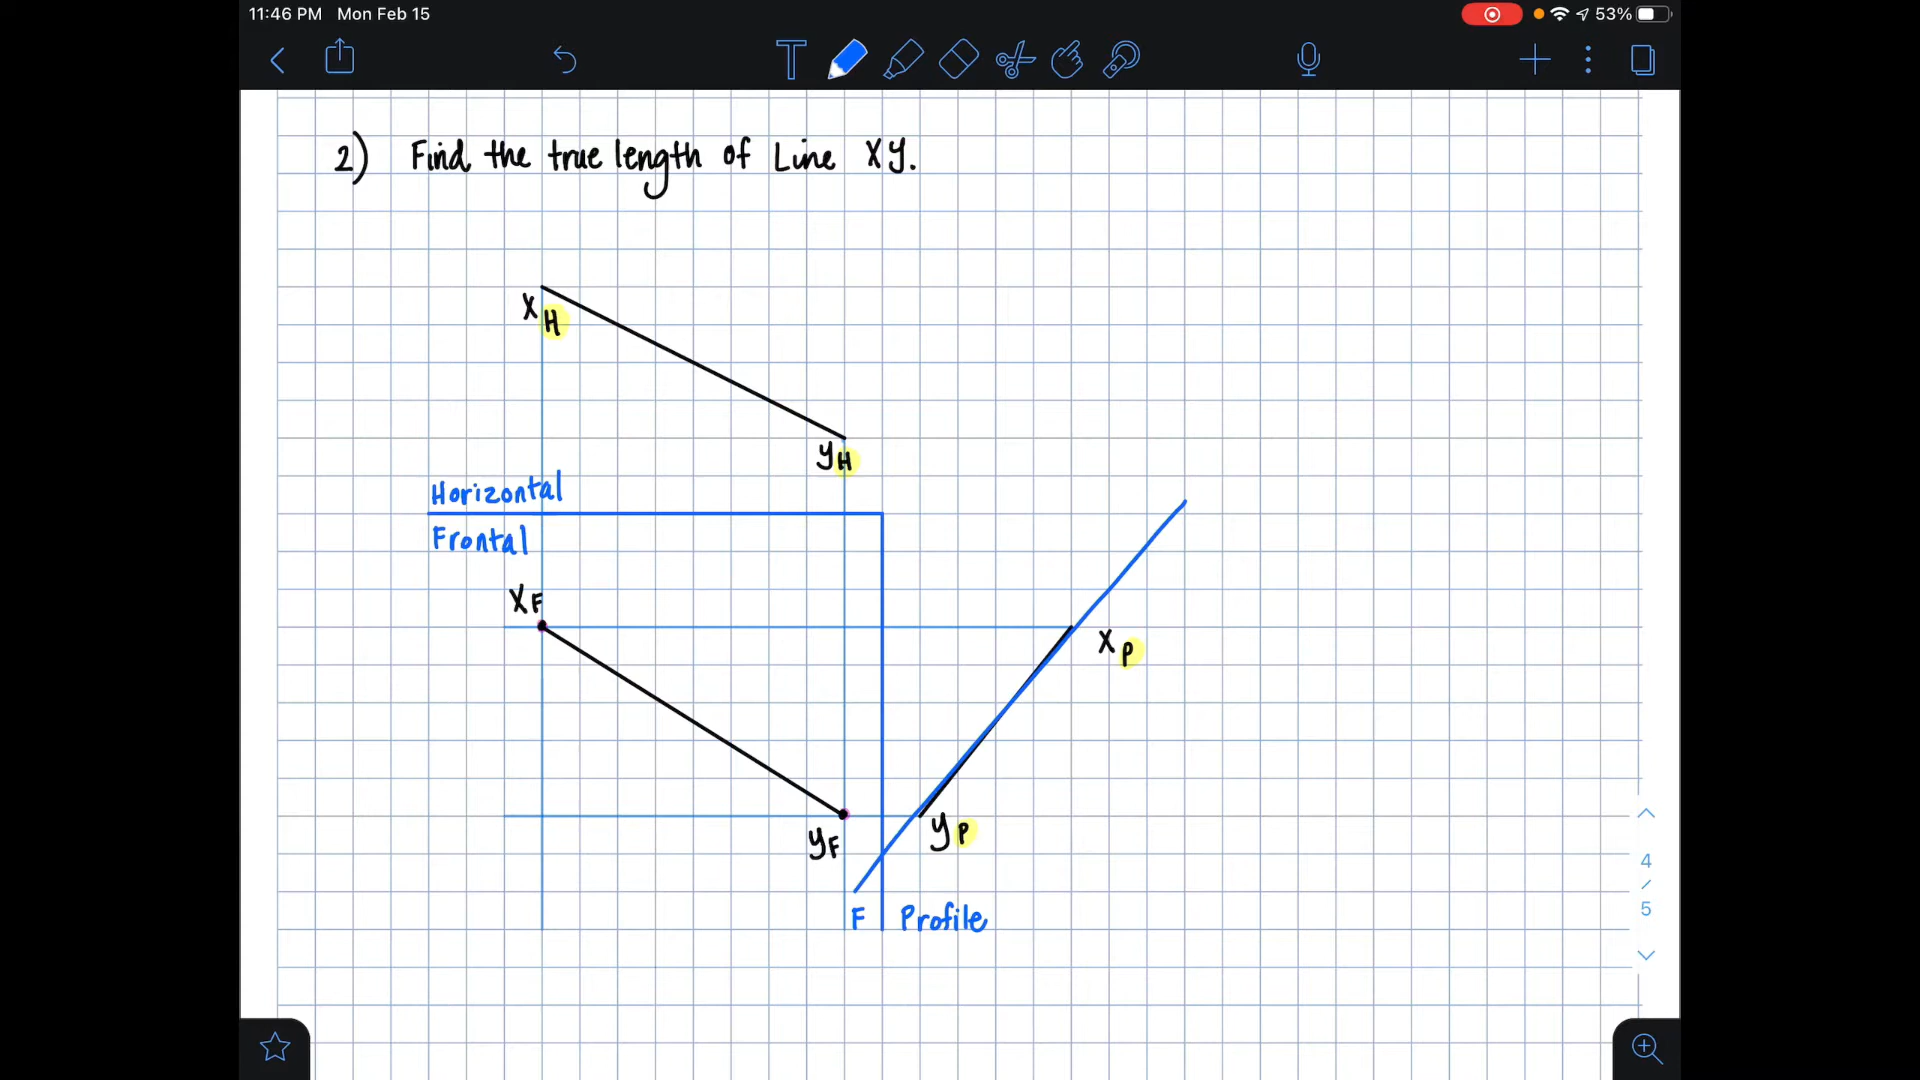 11:46 PM Mon Feb 15
53%
T
2) Find the true length of Line XY.
XH
YH
Horizontal
Frontal
XF
XP
YF
YP
F Profile
4
/
5